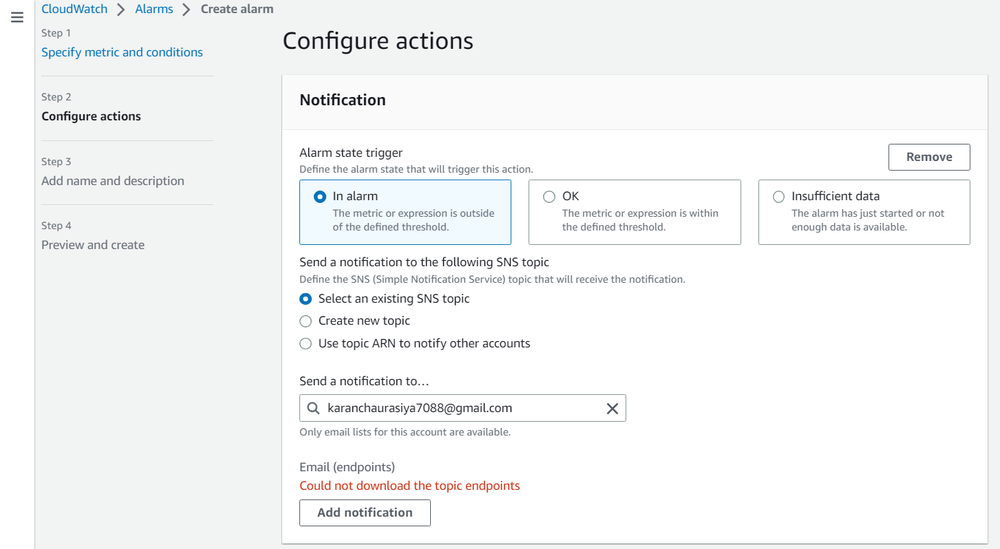 CloudWatch > Alarms > Create alarm
Step 1
Specify metric and conditions
Step 2
Configure actions
Step 3
Add name and description
Step 4
Preview and create
Configure actions
Notification
Alarm state trigger
Define the alarm state that will trigger this action.
Remove
In alarm
The metric or expression is outside
of the defined threshold.
OK
The metric or expression is within
the defined threshold.
Insufficient data
The alarm has just started or not
enough data is available.
Send a notification to the following SNS topic
Define the SNS (Simple Notification Service) topic that will receive the notification.
Select an existing SNS topic
Create new topic
Use topic ARN to notify other accounts
Send a notification to…
karanchaurasiya7088@gmail.com
Only email lists for this account are available.
Email (endpoints)
Could not download the topic endpoints
Add notification